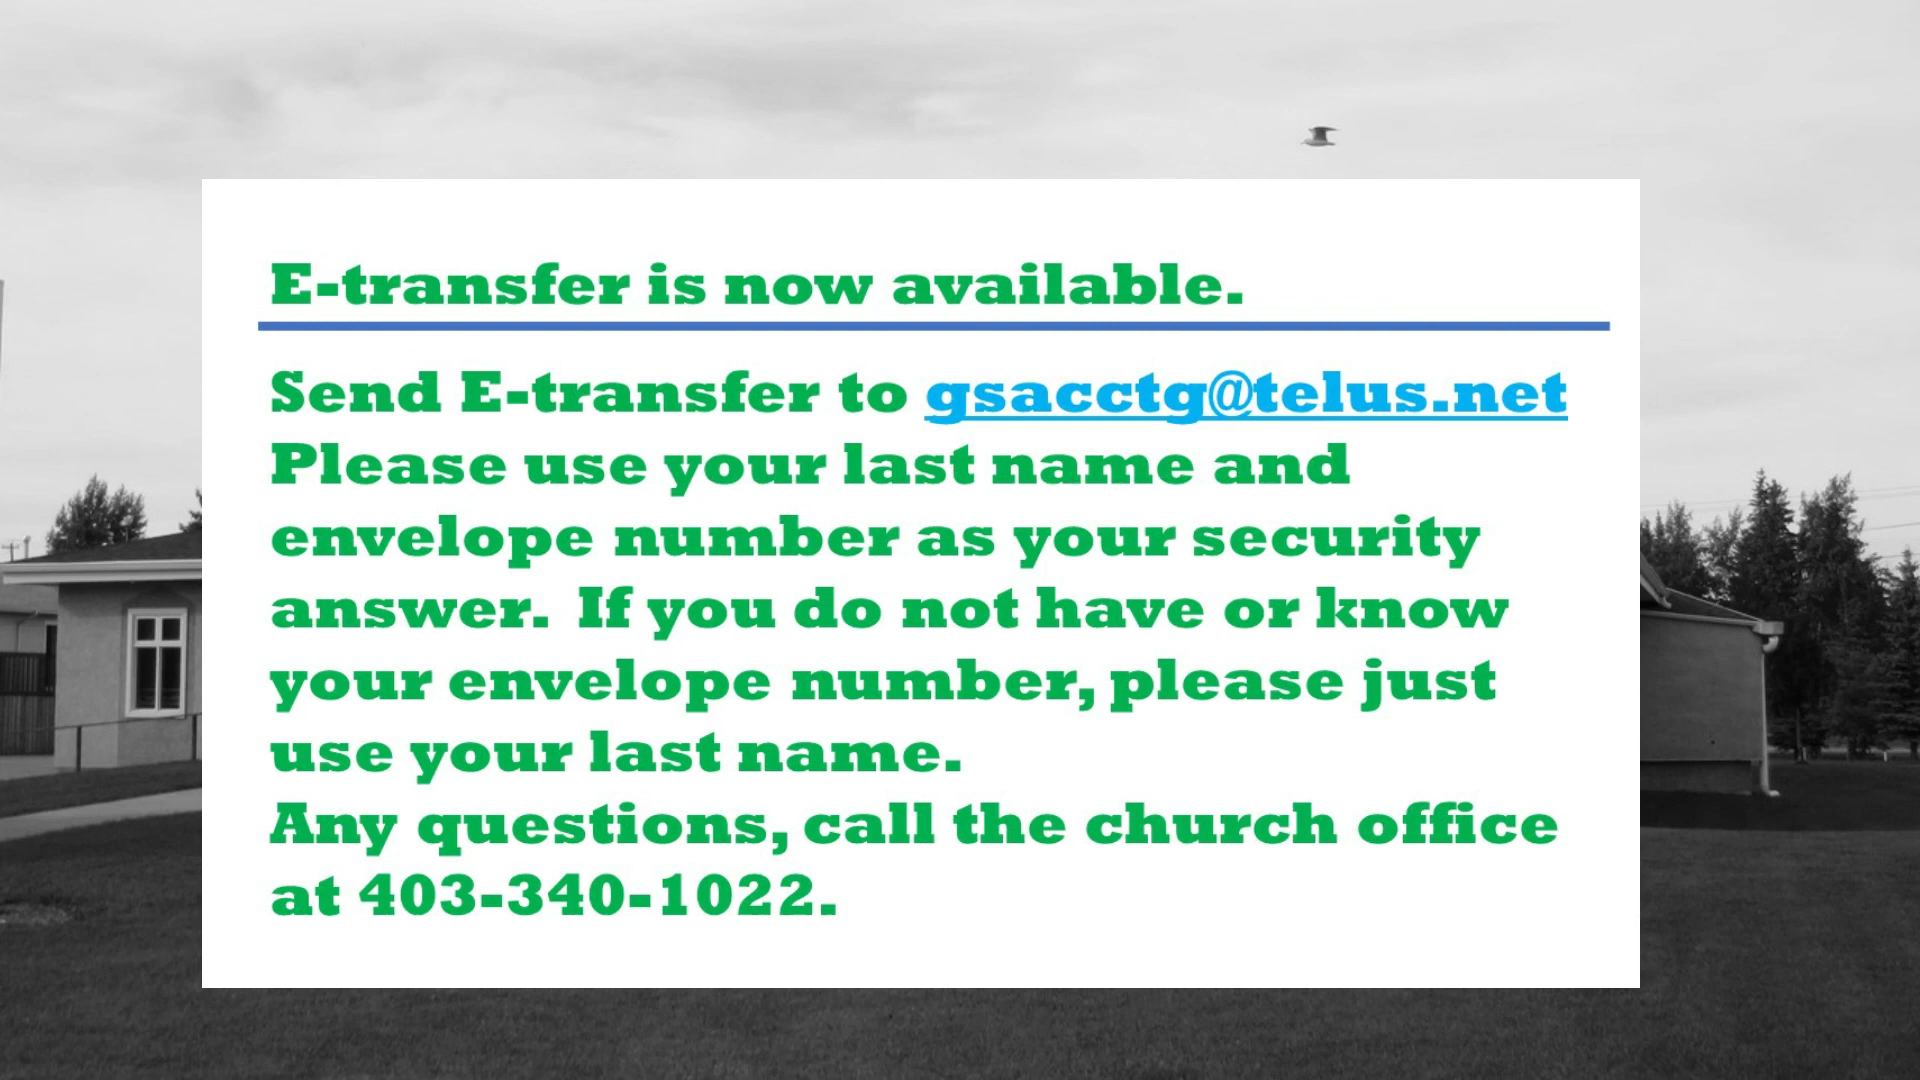 E-transfer is now available.
Send E-transfer to gsacctg@telus.net
Please use your last name and
envelope number as your security
answer.  If you do not have or know
your envelope number, please just
use your last name.
Any questions, call the church office
at 403-340-1022.